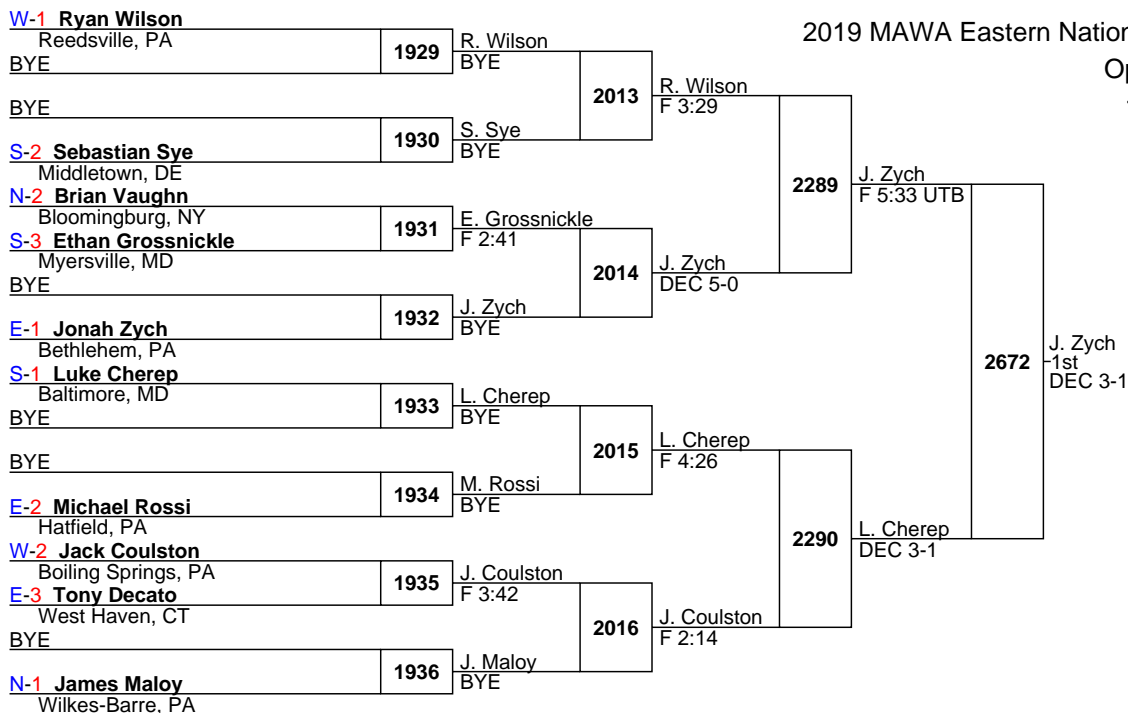 W-1 Ryan Wilson
Reedsville, PA
BYE
BYE
S-2 Sebastian Sye
Middletown, DE
N-2 Brian Vaughn
Bloomingburg, NY
S-3 Ethan Grossnickle
Myersville, MD
BYE
E-1 Jonah Zych
Bethlehem, PA
S-1 Luke Cherep
Baltimore, MD
BYE
BYE
E-2 Michael Rossi
Hatfield, PA
W-2 Jack Coulston
Boiling Springs, PA
E-3 Tony Decato
West Haven, CT
BYE
N-1 James Maloy
Wilkes-Barre, PA
1929
1930
1931
1932
1933
1934
1935
1936
R. Wilson
BYE
S. Sye
BYE
E. Grossnickle
F 2:41
J. Zych
BYE
L. Cherep
BYE
M. Rossi
BYE
J. Coulston
F 3:42
J. Maloy
BYE
2013
2014
2015
2016
R. Wilson
F 3:29
J. Zych
DEC 5-0
L. Cherep
F 4:26
J. Coulston
F 2:14
2289
2290
J. Zych
F 5:33 UTB
L. Cherep
DEC 3-1
2672
J. Zych
1st
DEC 3-1
2019 MAWA Eastern Nation
Op